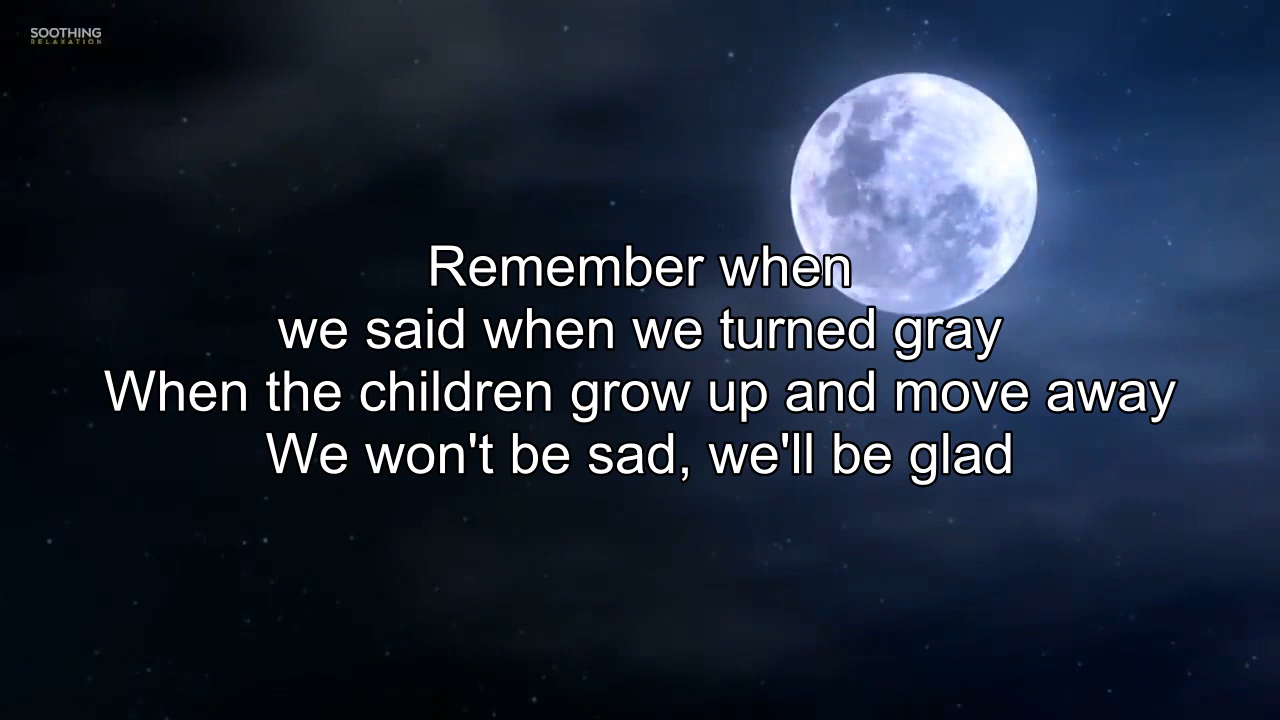 SOOTHING
RELAXATION
Remember when
we said when we turned gray
When the children grow up and move away
We won't be sad, we'll be glad